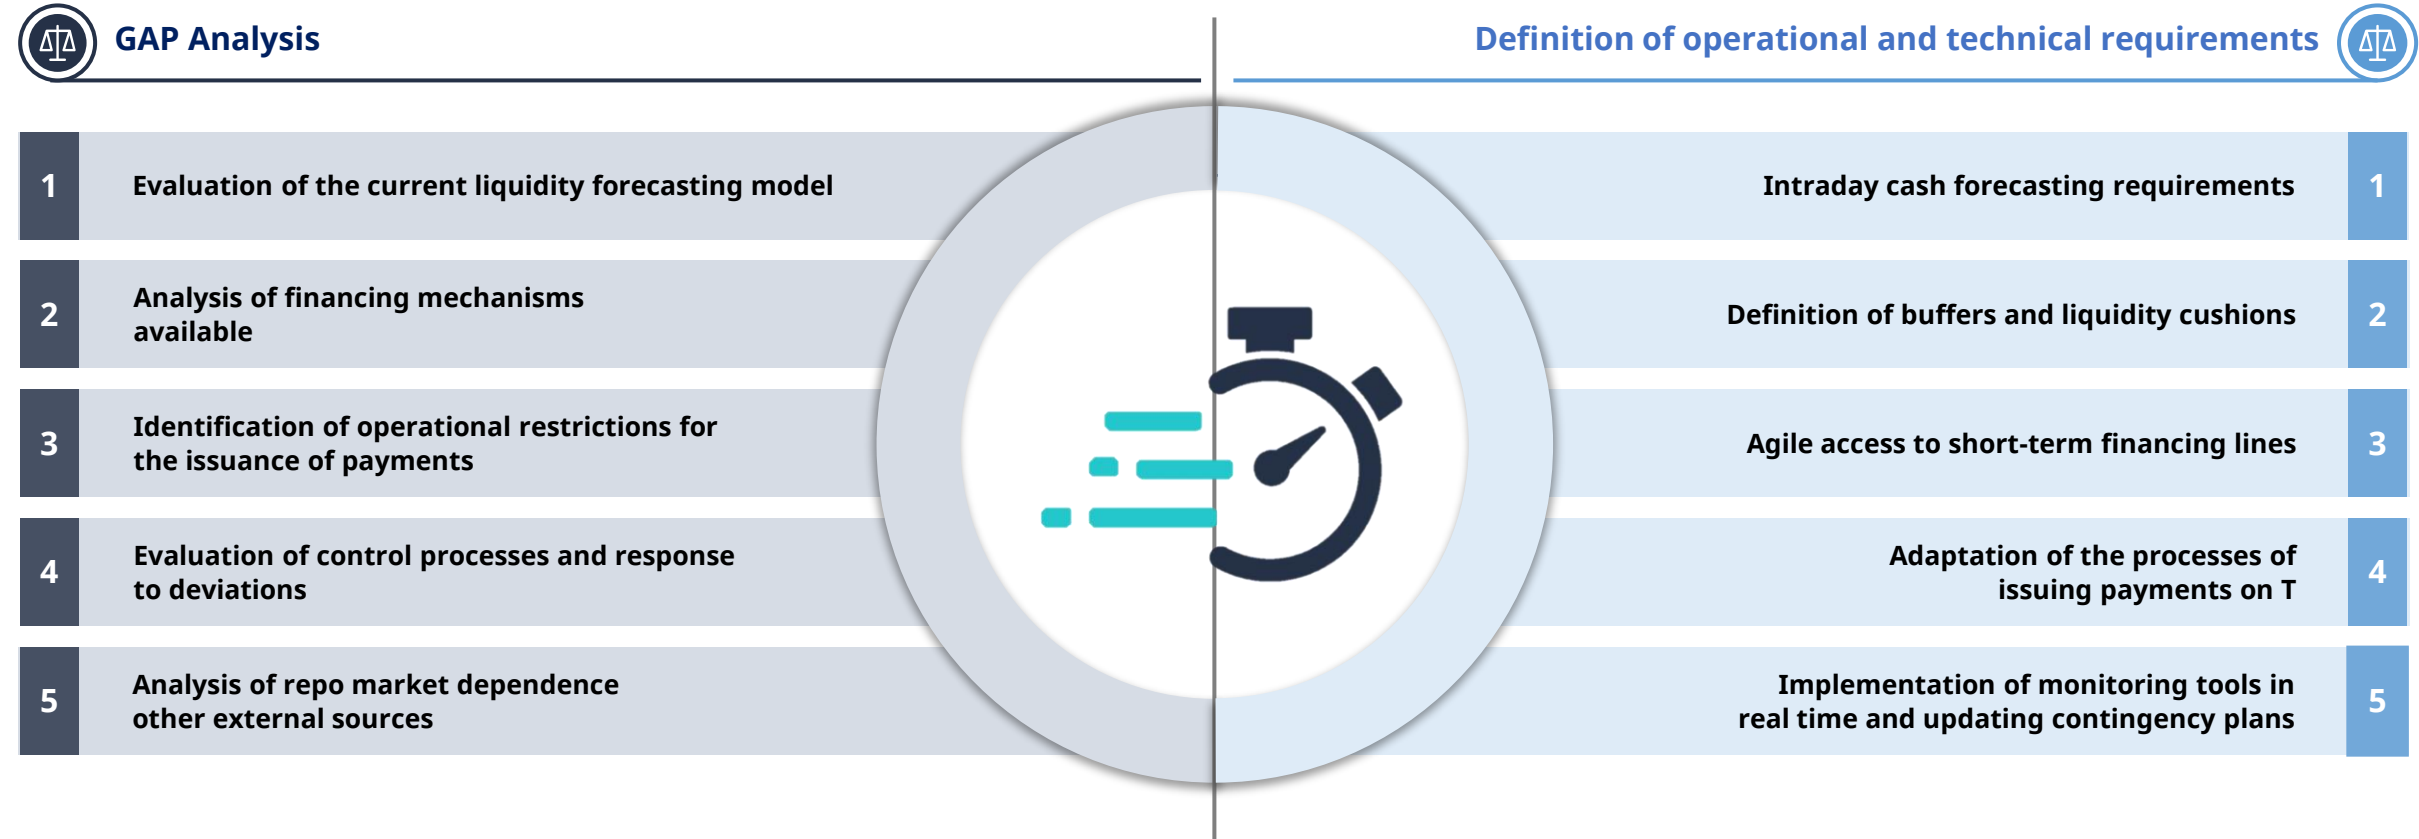 GAP Analysis
1
Evaluation of the current liquidity forecasting model
2
Analysis of financing mechanisms
available
3
Identification of operational restrictions for
the issuance of payments
4
Evaluation of control processes and response
to deviations
5
Analysis of repo market dependence
other external sources
Definition of operational and technical requirements
Intraday cash forecasting requirements
1
Definition of buffers and liquidity cushions
2
Agile access to short-term financing lines
3
Adaptation of the processes of
issuing payments on T
4
Implementation of monitoring tools in
real time and updating contingency plans
5